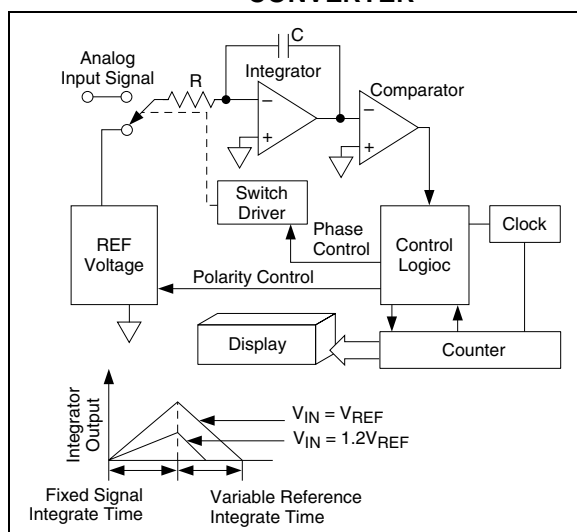 CONVERTER
Analog
Input Signal
R
C
Integrator
–
+
Comparator
–
+
Switch
Driver
REF
Voltage
Phase
Control
Polarity Control
Control
Logioc
Clock
Display
Counter
Integrator
Output
VIN = VREF
VIN = 1.2VREF
Fixed Signal
Integrate Time
Variable Reference
Integrate Time